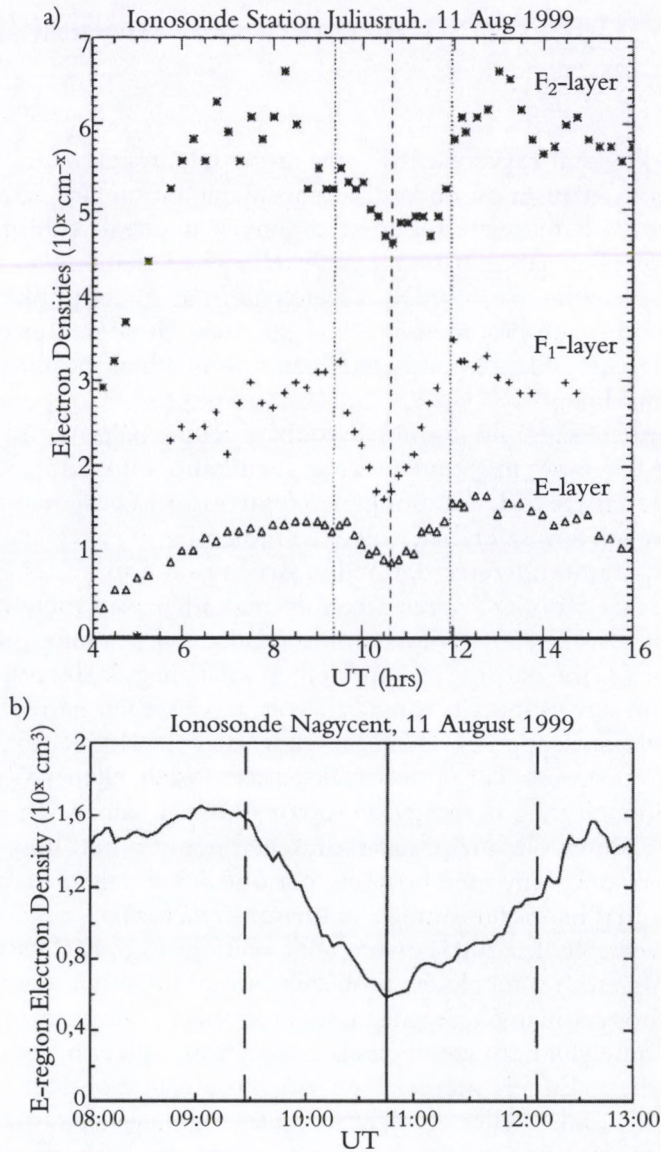 a) Ionosonde Station Juliusruh. 11 Aug 1999
Electron Densities (10ˣ cm⁻ˣ)
7
6
5
4
3
2
1
0
F₂-layer
F₁-layer
E-layer
4 6 8 10 12 14 16
UT (hrs)
b) Ionosonde Nagycent, 11 August 1999
E-region Electron Density (10ˣ cm³)
2
1,6
1,2
0,8
0,4
0
08:00 09:00 10:00 11:00 12:00 13:00
UT